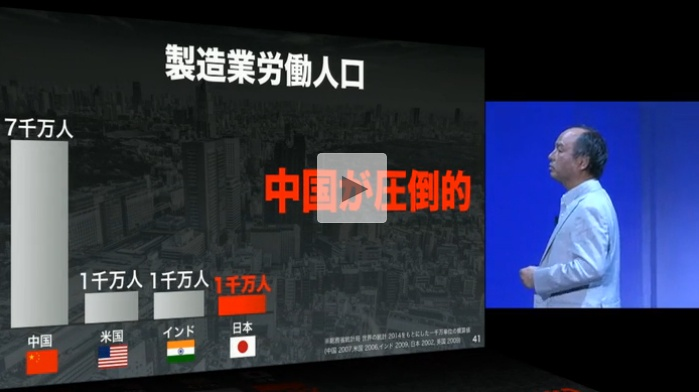 製造業労働人口
7千万人
中国が圧倒的
1千万人
1千万人
1千万人
中国
米国
インド
日本
41